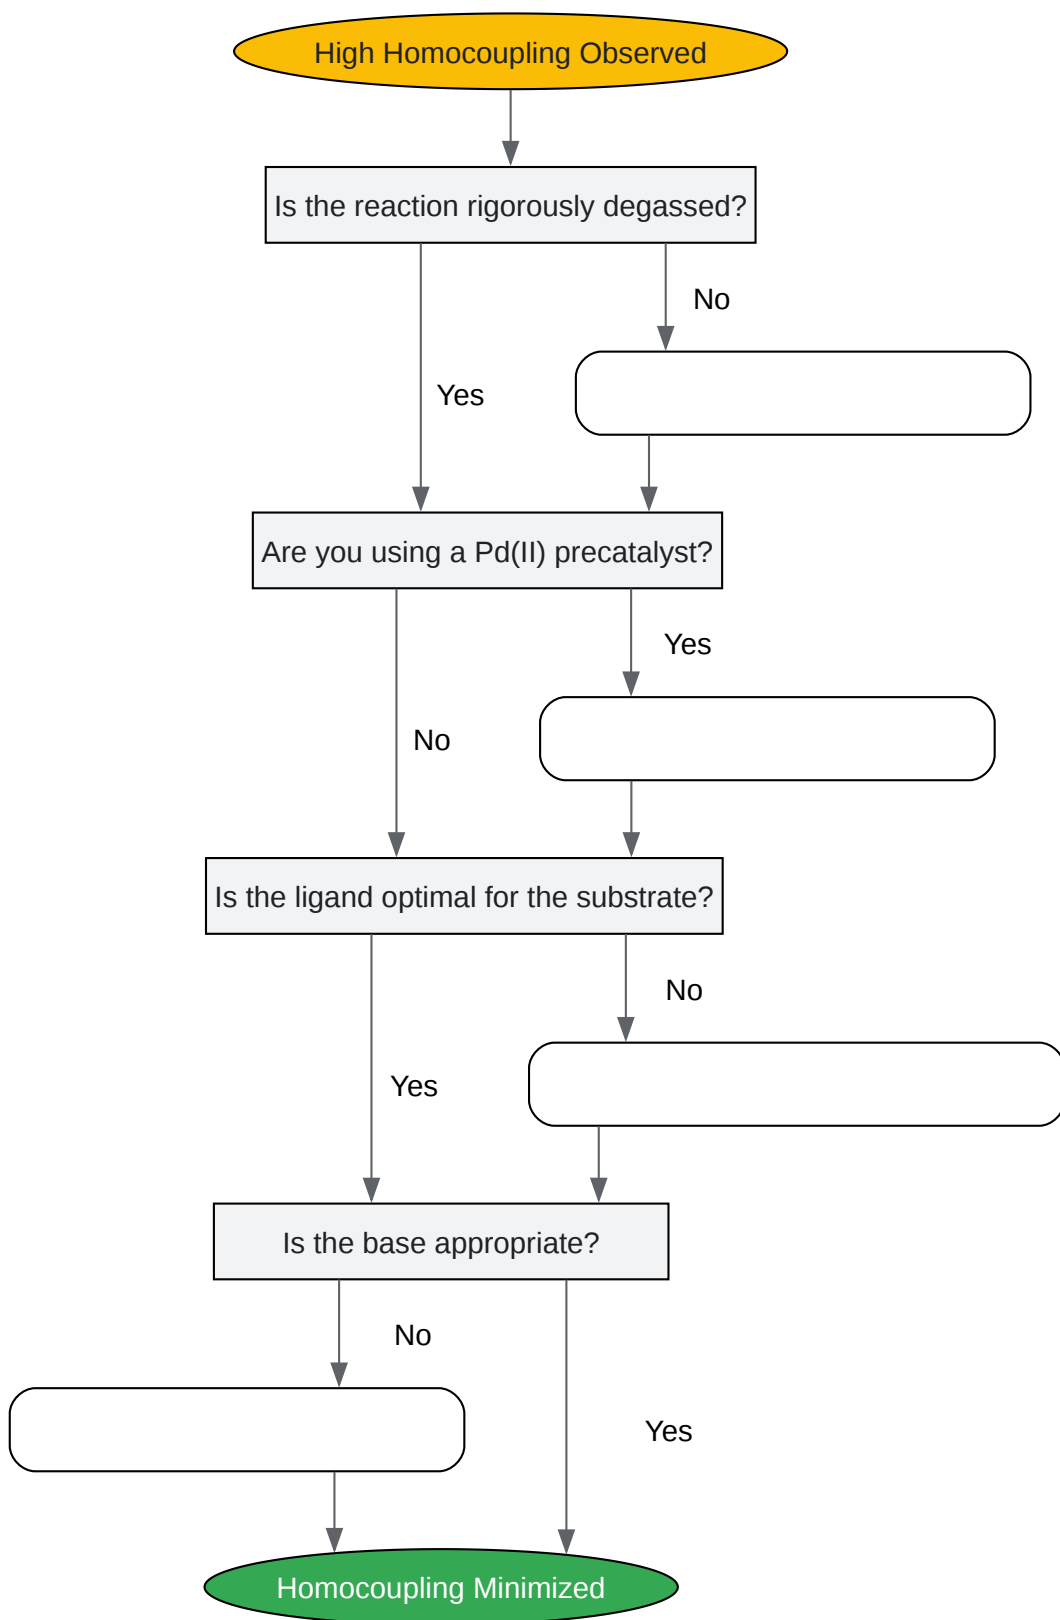 High Homocoupling Observed
Is the reaction rigorously degassed?
No
Yes
Are you using a Pd(II) precatalyst?
Yes
No
Is the ligand optimal for the substrate?
No
Yes
Is the base appropriate?
No
Yes
Homocoupling Minimized